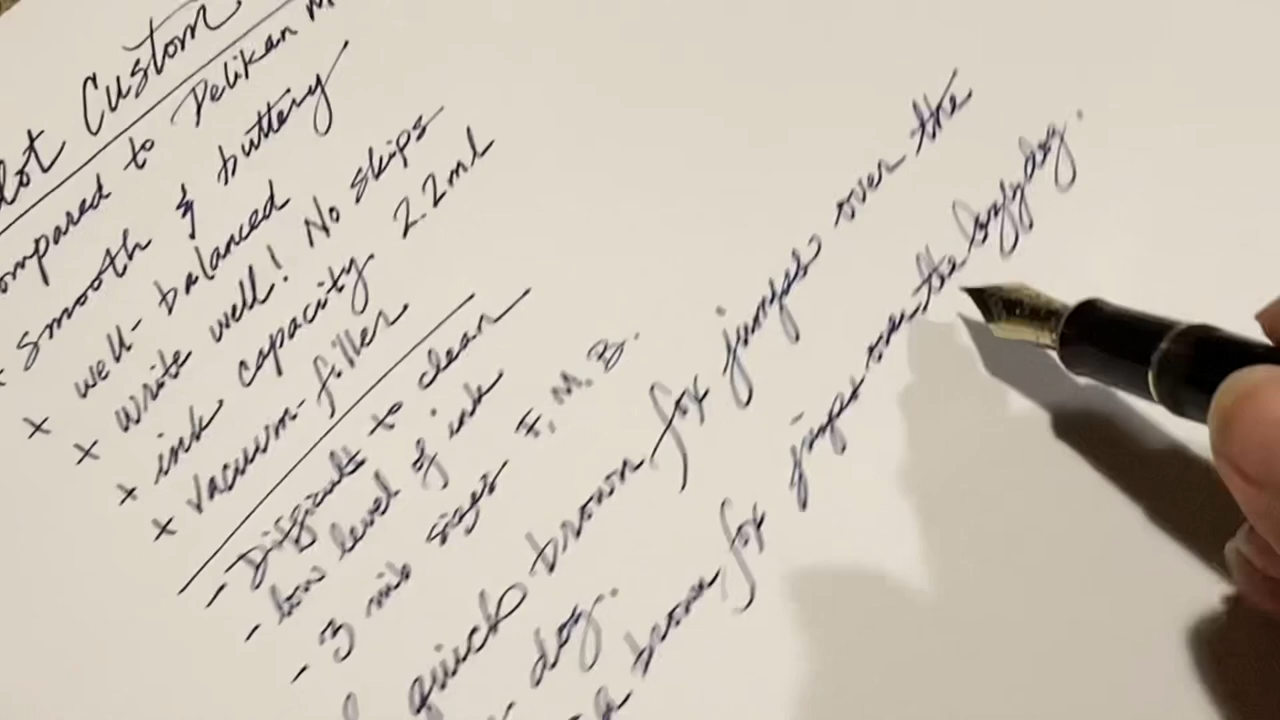 lot Custom
ompared to Pelikan M
smooth & buttery
x well-balanced
x write well! No skips
x ink capacity 2.2ml
x vacuum-filler
- Difficult to clean
- low level of ink
- 3 nib sizes F, M, B.
quick brown fox jumps over the
dog.
brown fox jumps over the lazy dog.